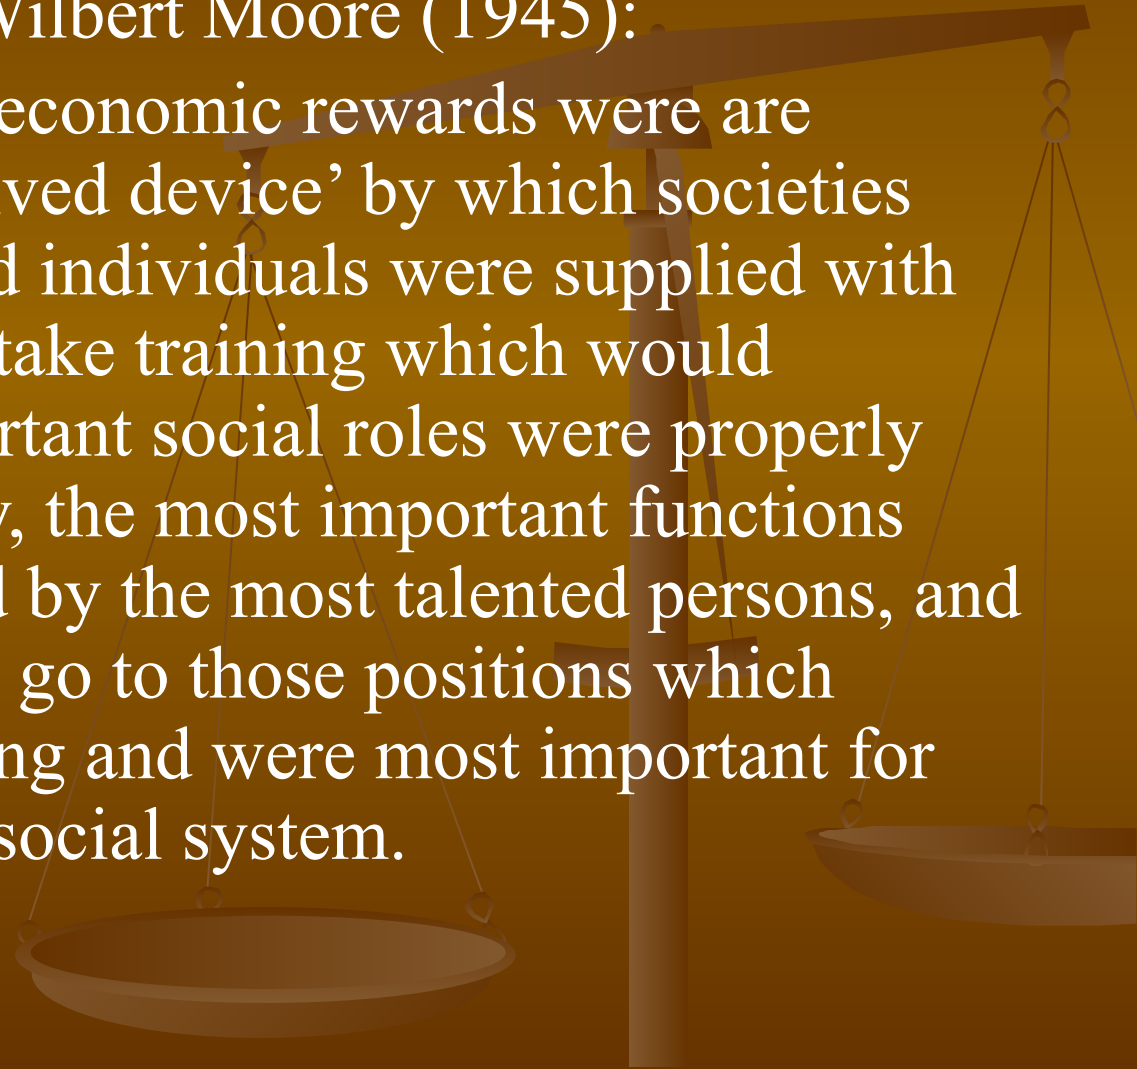 Wilbert Moore (1945):
economic rewards were are
ved device’ by which societies
d individuals were supplied with
take training which would
rtant social roles were properly
y, the most important functions
d by the most talented persons, and
go to those positions which
ng and were most important for
social system.